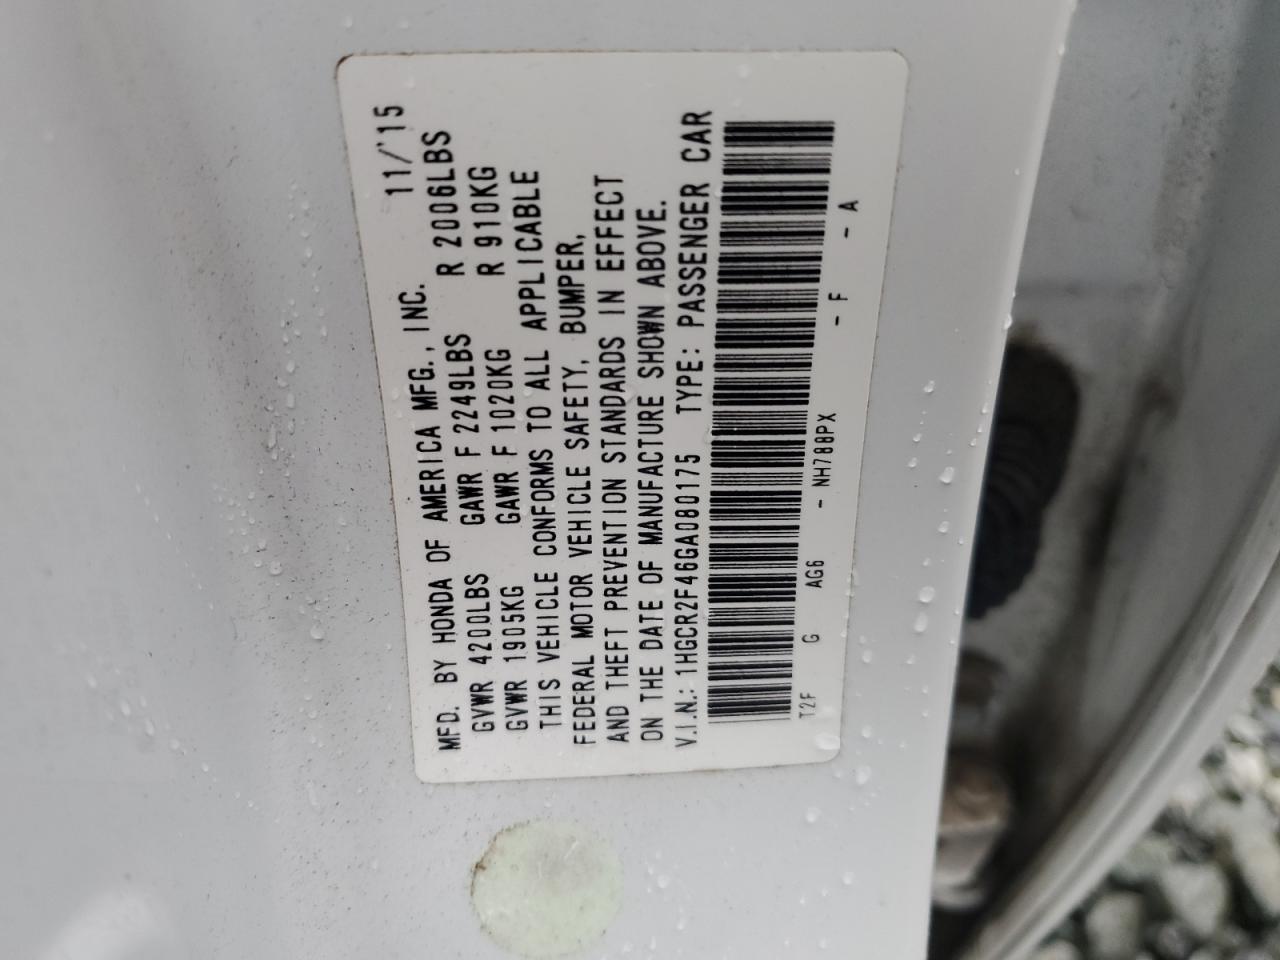 MFD. BY HONDA OF AMERICA MFG., INC. 11/'15
GVWR 4200LBS GAWR F 2249LBS R 2006LBS
GVWR 1905KG GAWR F 1020KG R 910KG
THIS VEHICLE CONFORMS TO ALL APPLICABLE
FEDERAL MOTOR VEHICLE SAFETY, BUMPER,
AND THEFT PREVENTION STANDARDS IN EFFECT
ON THE DATE OF MANUFACTURE SHOWN ABOVE.
V.I.N.: 1HGCR2F46GA080175 TYPE: PASSENGER CAR
T2F G AG6 - NH788PX - F - A